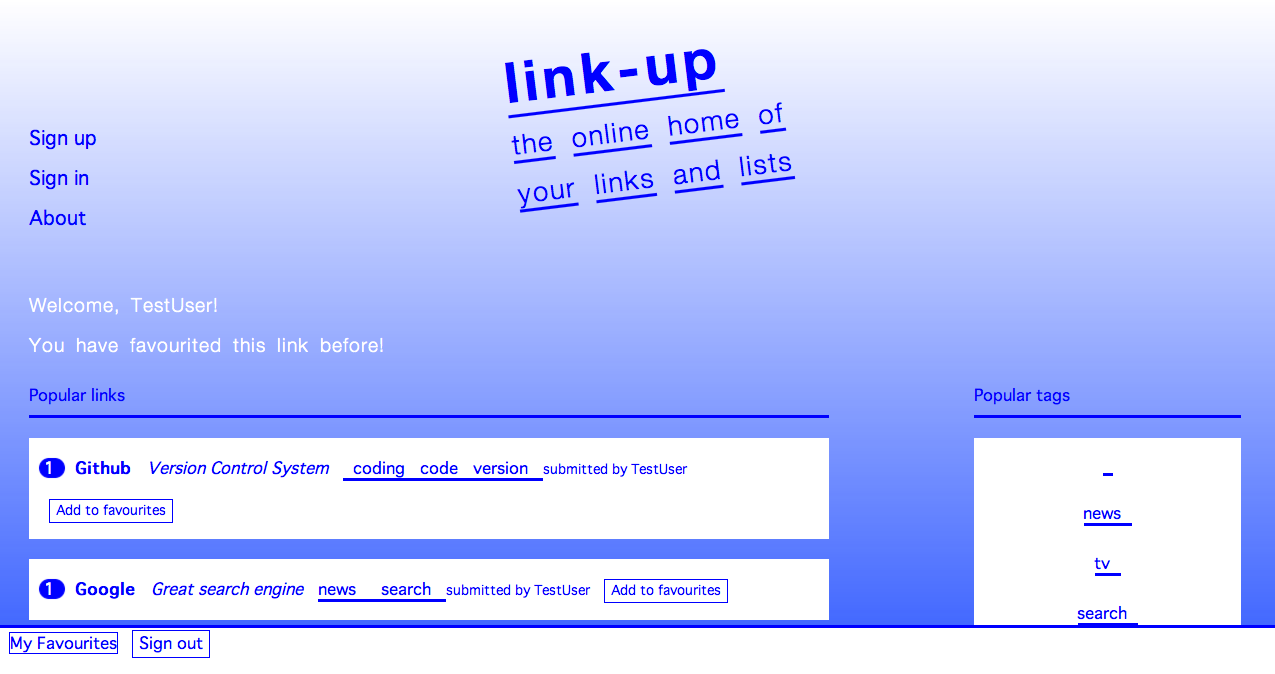 link-up
the online home of
your links and lists
Sign up
Sign in
About
Welcome, TestUser!
You have favourited this link before!
Popular links
1 Github Version Control System coding code version submitted by TestUser
Add to favourites
1 Google Great search engine news search submitted by TestUser Add to favourites
Popular tags
news
tv
search
My Favourites Sign out